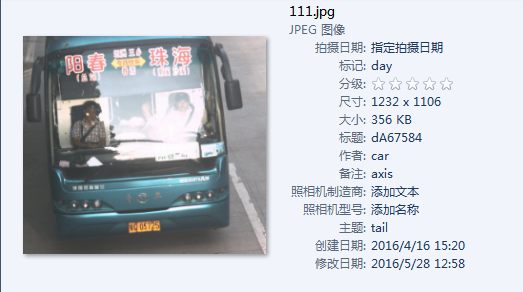 111.jpg
JPEG 图像
拍摄日期: 指定拍摄日期
标记: day
分级:
尺寸: 1232 x 1106
大小: 356 KB
标题: dA67584
作者: car
备注: axis
照相机制造商: 添加文本
照相机型号: 添加名称
主题: tail
创建日期: 2016/4/16 15:20
修改日期: 2016/5/28 12:58
阳春 珠海